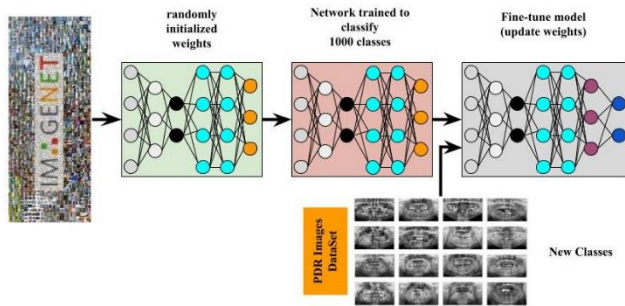 randomly
initialized
weights
Network trained to
classify
1000 classes
Fine-tune model
(update weights)
IMAGENET
PDR Images
DataSet
New Classes